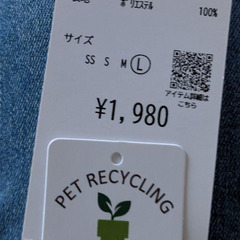 ポリエステル 100%
サイズ
SS S M L
アイテム詳細は
こちら
¥1,980
PET RECYCLING